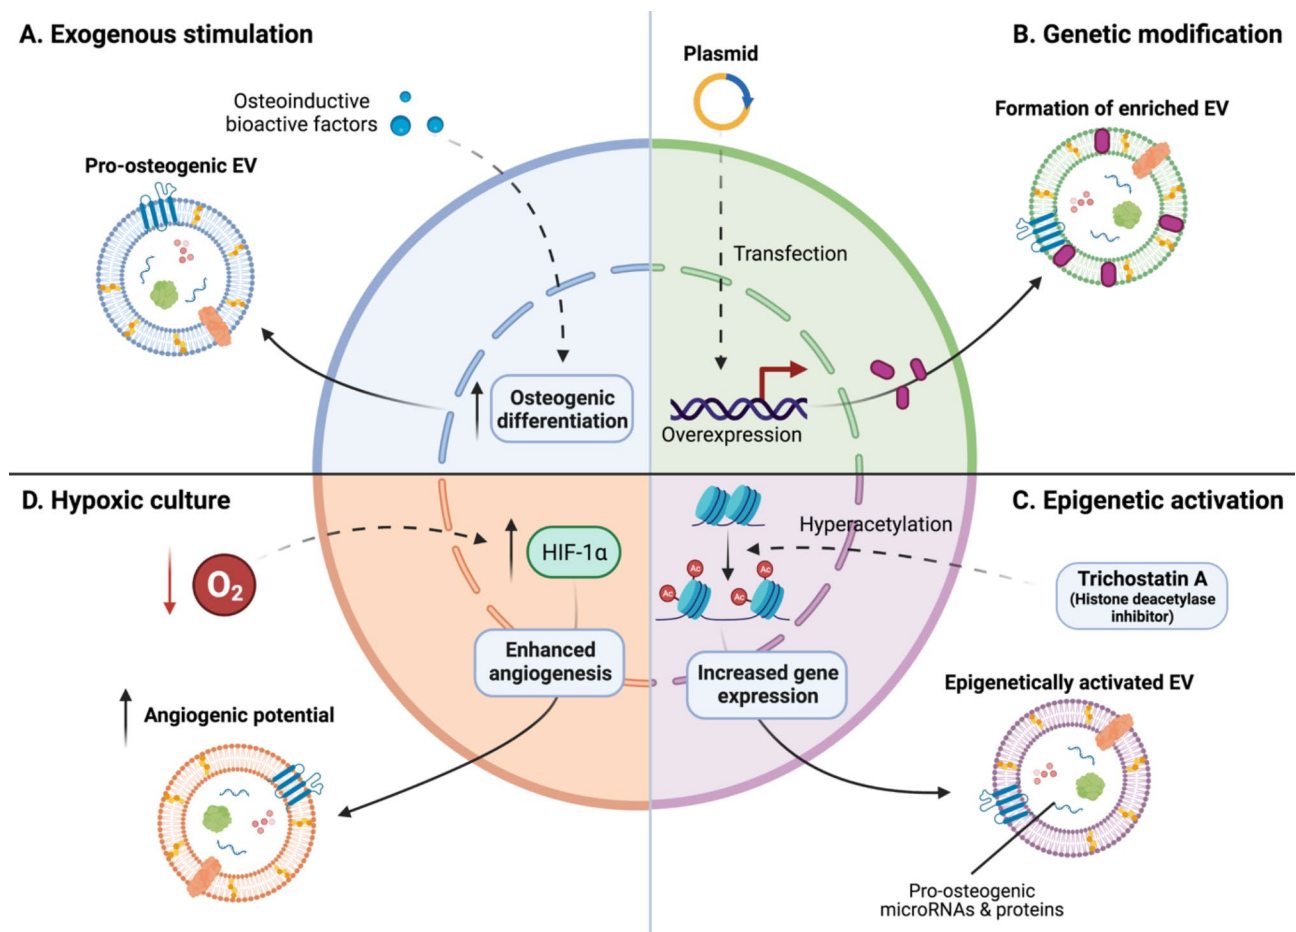 A. Exogenous stimulation
Osteoinductive
bioactive factors
Pro-osteogenic EV
Osteogenic
differentiation
B. Genetic modification
Plasmid
Formation of enriched EV
Transfection
Overexpression
D. Hypoxic culture
O₂
HIF-1α
Enhanced
angiogenesis
Angiogenic potential
C. Epigenetic activation
Hyperacetylation
Ac
Ac
Ac
Ac
Trichostatin A
(Histone deacetylase
inhibitor)
Increased gene
expression
Epigenetically activated EV
Pro-osteogenic
microRNAs & proteins